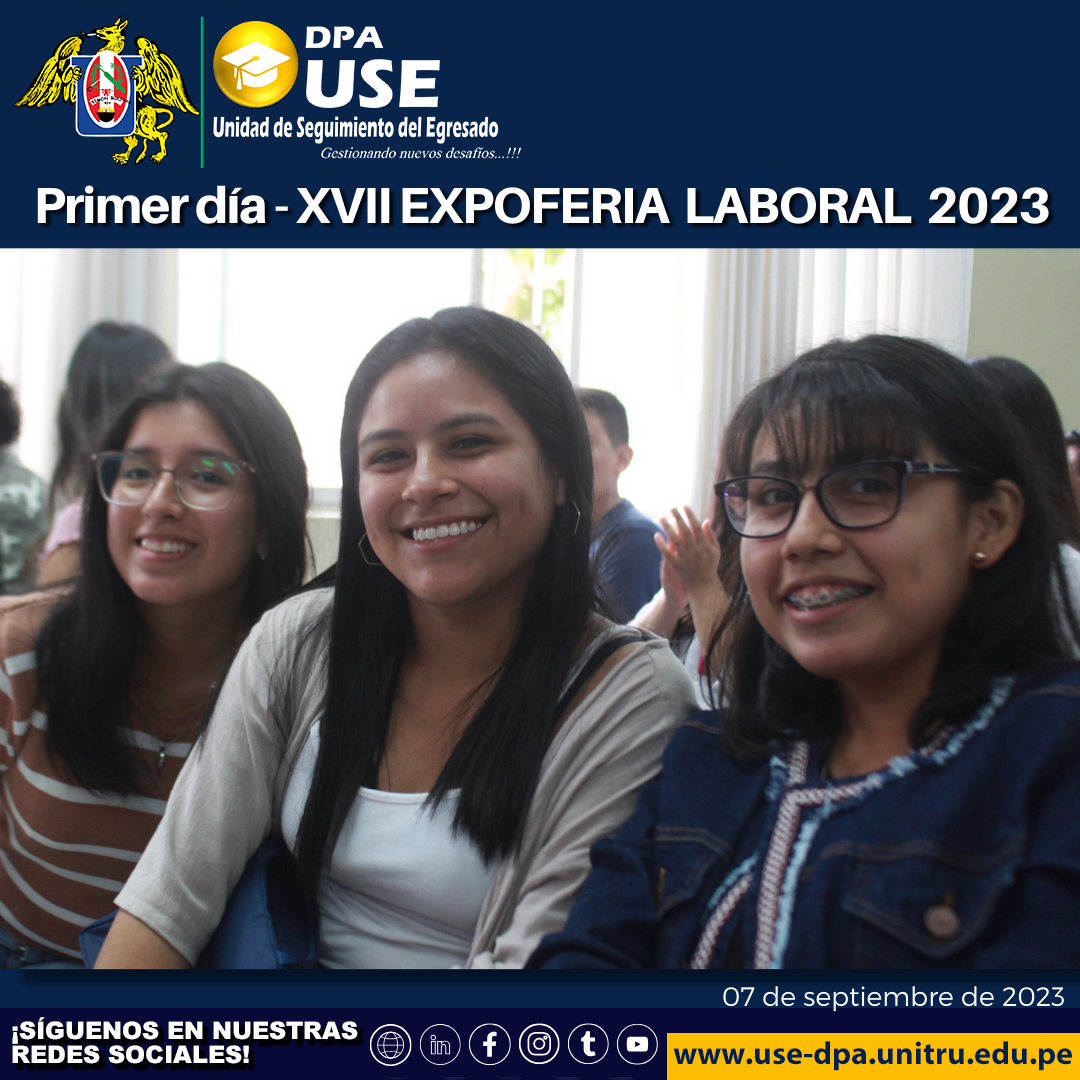 DPA
USE
Unidad de Seguimiento del Egresado
Gestionando nuevos desafíos...!!!
Primer día - XVII EXPOFERIA LABORAL 2023
07 de septiembre de 2023
¡SÍGUENOS EN NUESTRAS
REDES SOCIALES!
www.use-dpa.unitru.edu.pe